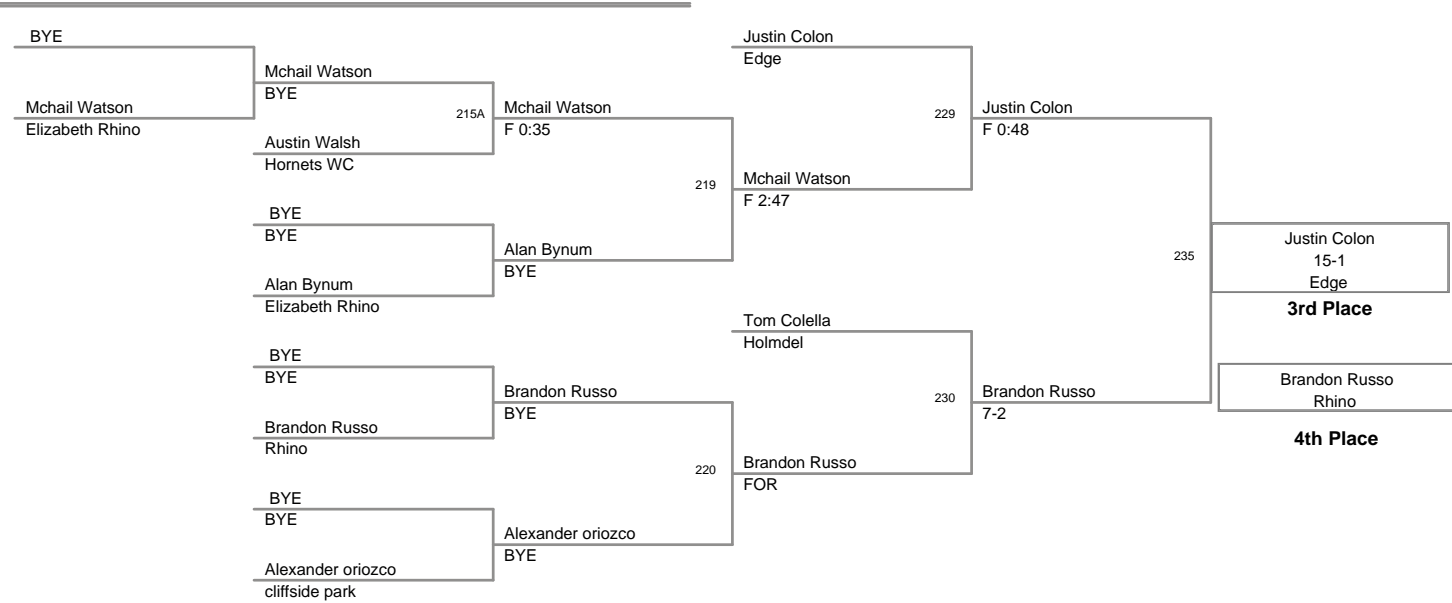 BYE
Mchail Watson
Elizabeth Rhino
Mchail Watson
BYE
Austin Walsh
Hornets WC
BYE
BYE
Alan Bynum
Elizabeth Rhino
BYE
BYE
Brandon Russo
Rhino
BYE
BYE
Alexander oriozco
cliffside park
215A
Mchail Watson
F 0:35
Alan Bynum
BYE
Brandon Russo
BYE
Alexander oriozco
BYE
219
220
Justin Colon
Edge
Mchail Watson
F 2:47
Tom Colella
Holmdel
Brandon Russo
FOR
229
230
Justin Colon
F 0:48
Brandon Russo
7-2
235
Justin Colon
15-1
Edge
3rd Place
Brandon Russo
Rhino
4th Place